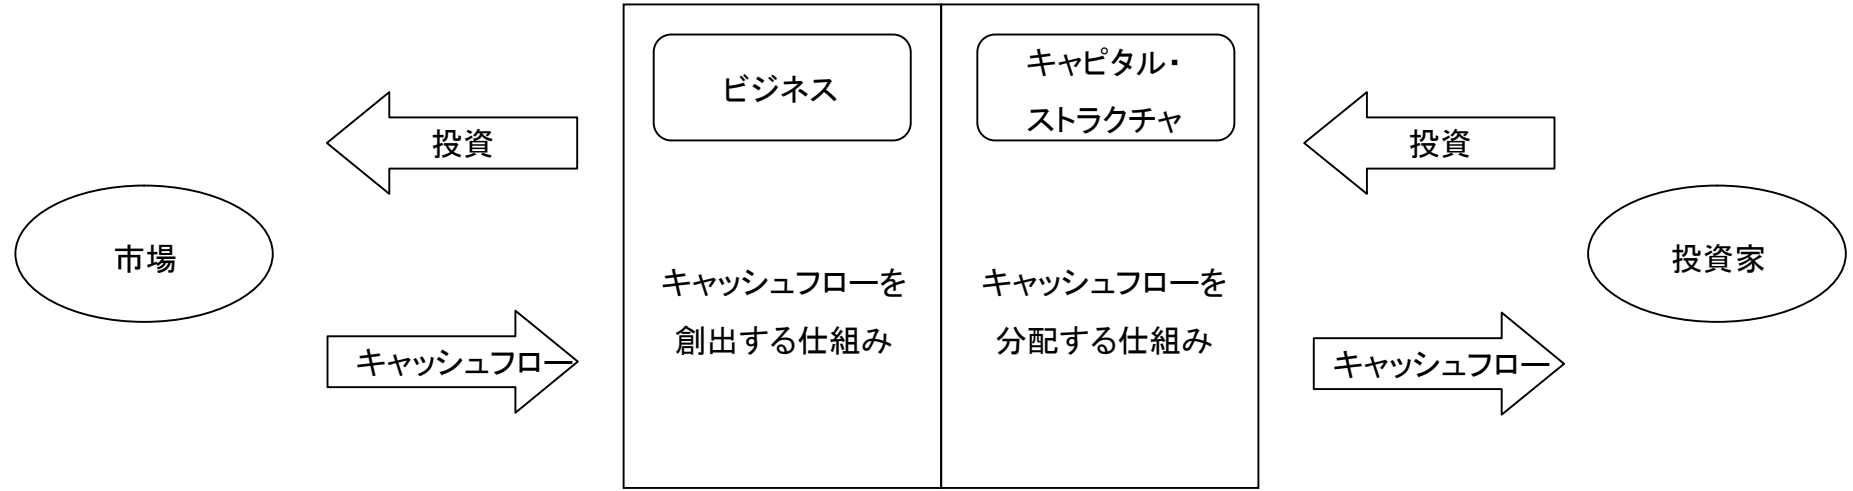 市場
投資
キャッシュフロー
ビジネス
キャッシュフローを
創出する仕組み
キャピタル・
ストラクチャ
キャッシュフローを
分配する仕組み
投資
キャッシュフロー
投資家